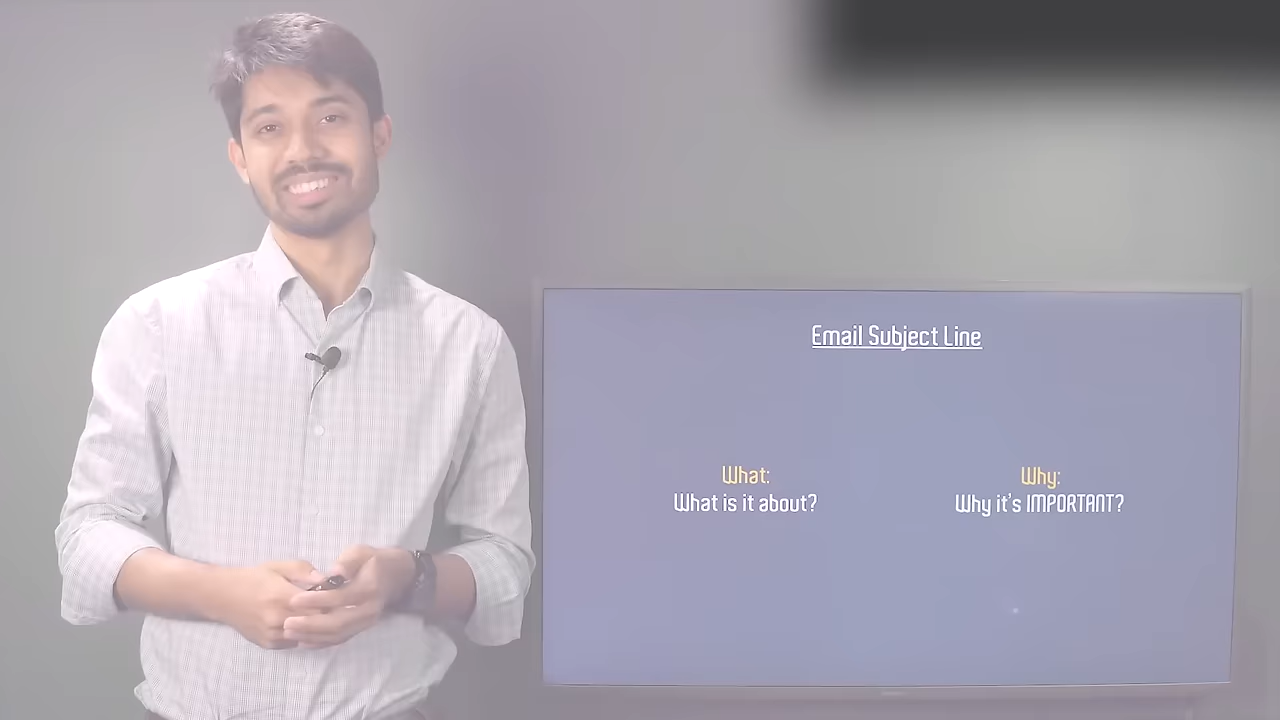 Email Subject Line
What:
What is it about?
Why:
Why it's IMPORTANT?